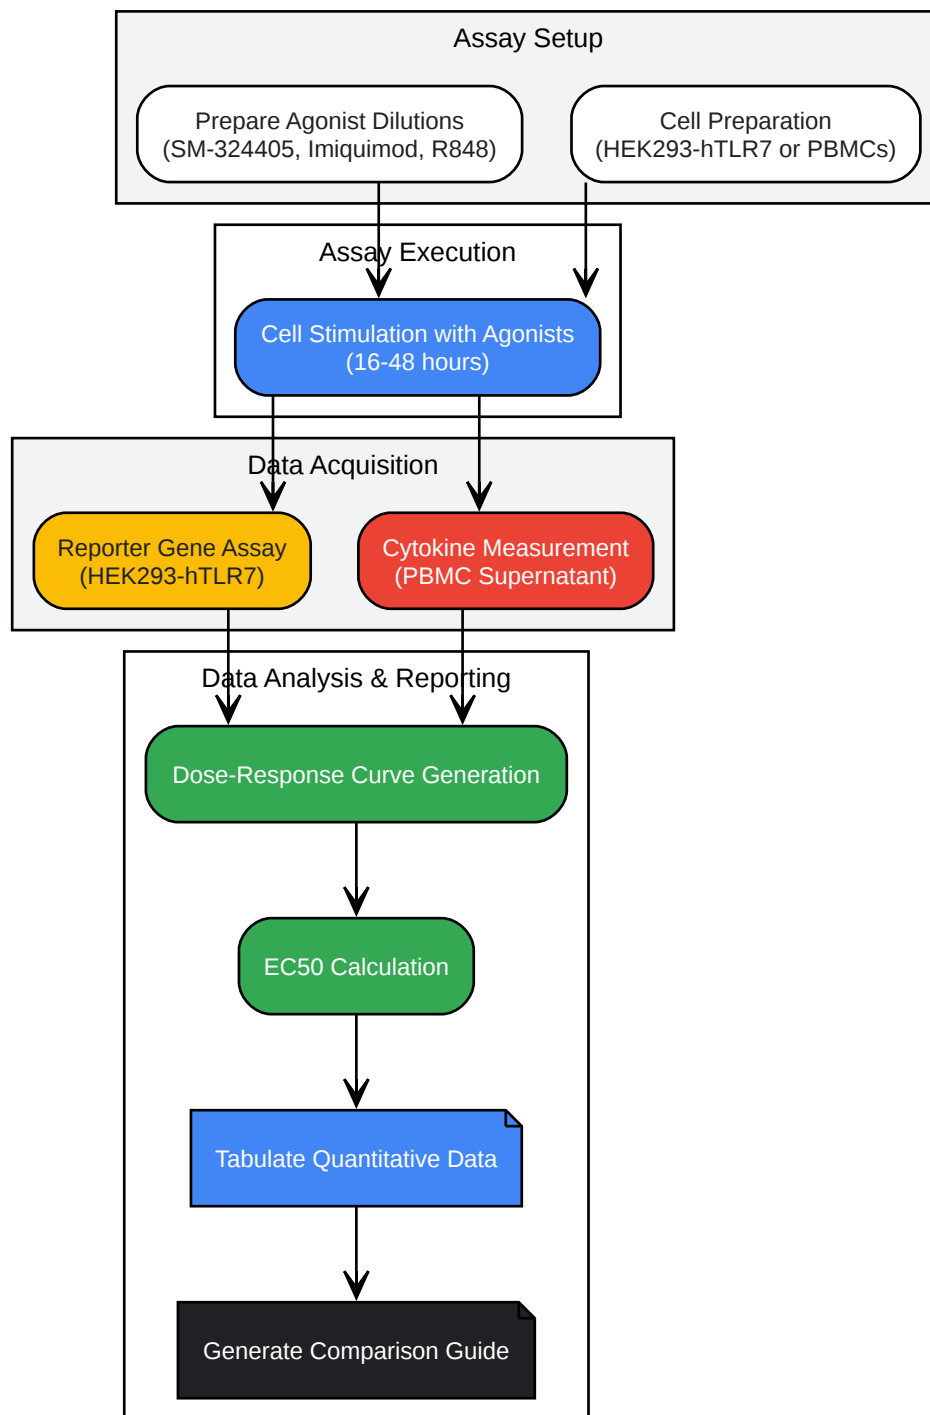 Assay Setup
Prepare Agonist Dilutions
(SM-324405, Imiquimod, R848)
Cell Preparation
(HEK293-hTLR7 or PBMCs)
Assay Execution
Cell Stimulation with Agonists
(16-48 hours)
Data Acquisition
Reporter Gene Assay
(HEK293-hTLR7)
Cytokine Measurement
(PBMC Supernatant)
Data Analysis & Reporting
Dose-Response Curve Generation
EC50 Calculation
Tabulate Quantitative Data
Generate Comparison Guide